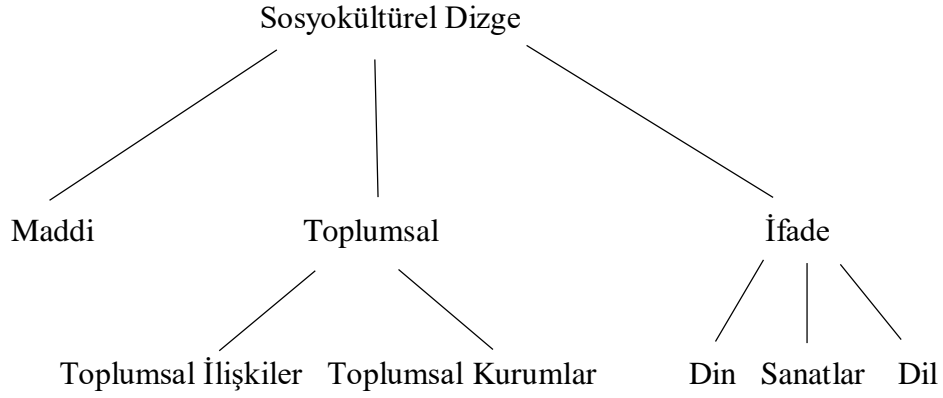 Sosyokültürel Dizge
Maddi Toplumsal İfade
Toplumsal İlişkiler Toplumsal Kurumlar Din Sanatlar Dil